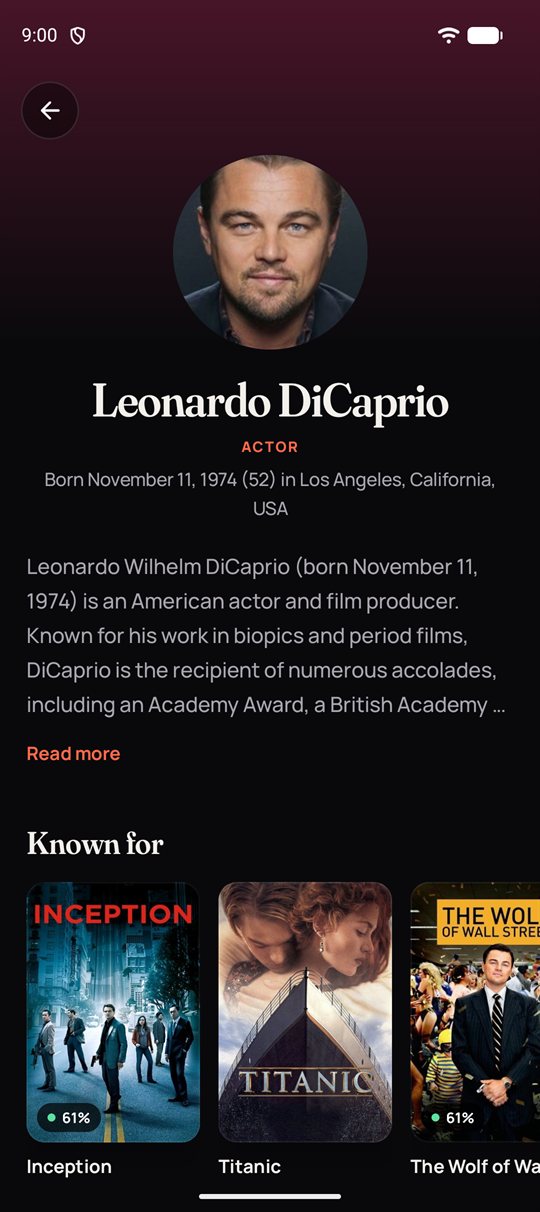 9:00
Leonardo DiCaprio
ACTOR
Born November 11, 1974 (52) in Los Angeles, California,
USA
Leonardo Wilhelm DiCaprio (born November 11,
1974) is an American actor and film producer.
Known for his work in biopics and period films,
DiCaprio is the recipient of numerous accolades,
including an Academy Award, a British Academy ...
Read more
Known for
INCEPTION
61%
Inception
TITANIC
Titanic
THE WOL
OF WALL STREE
61%
The Wolf of Wa